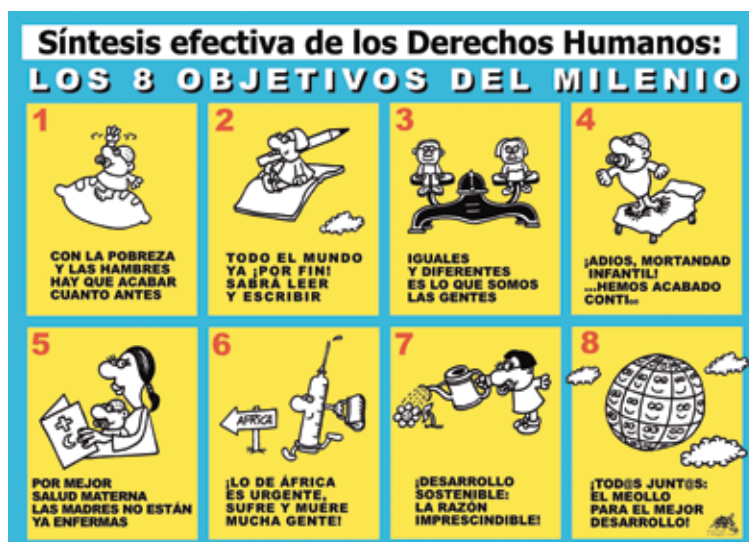 Síntesis efectiva de los Derechos Humanos:
LOS 8 OBJETIVOS DEL MILENIO
1
CON LA POBREZA
Y LAS HAMBRES
HAY QUE ACABAR
CUANTO ANTES
2
TODO EL MUNDO
YA ¡POR FIN!
SABRÁ LEER
Y ESCRIBIR
3
IGUALES
Y DIFERENTES
ES LO QUE SOMOS
LAS GENTES
4
¡ADIOS, MORTANDAD
INFANTIL!
...HEMOS ACABADO
CONTI...
5
POR MEJOR
SALUD MATERNA
LAS MADRES NO ESTÁN
YA ENFERMAS
6
AFRICA
¡LO DE ÁFRICA
ES URGENTE,
SUFRE Y MUERE
MUCHA GENTE!
7
¡DESARROLLO
SOSTENIBLE:
LA RAZÓN
IMPRESCINDIBLE!
8
¡TOD@S JUNT@S:
EL MEOLLO
PARA EL MEJOR
DESARROLLO!